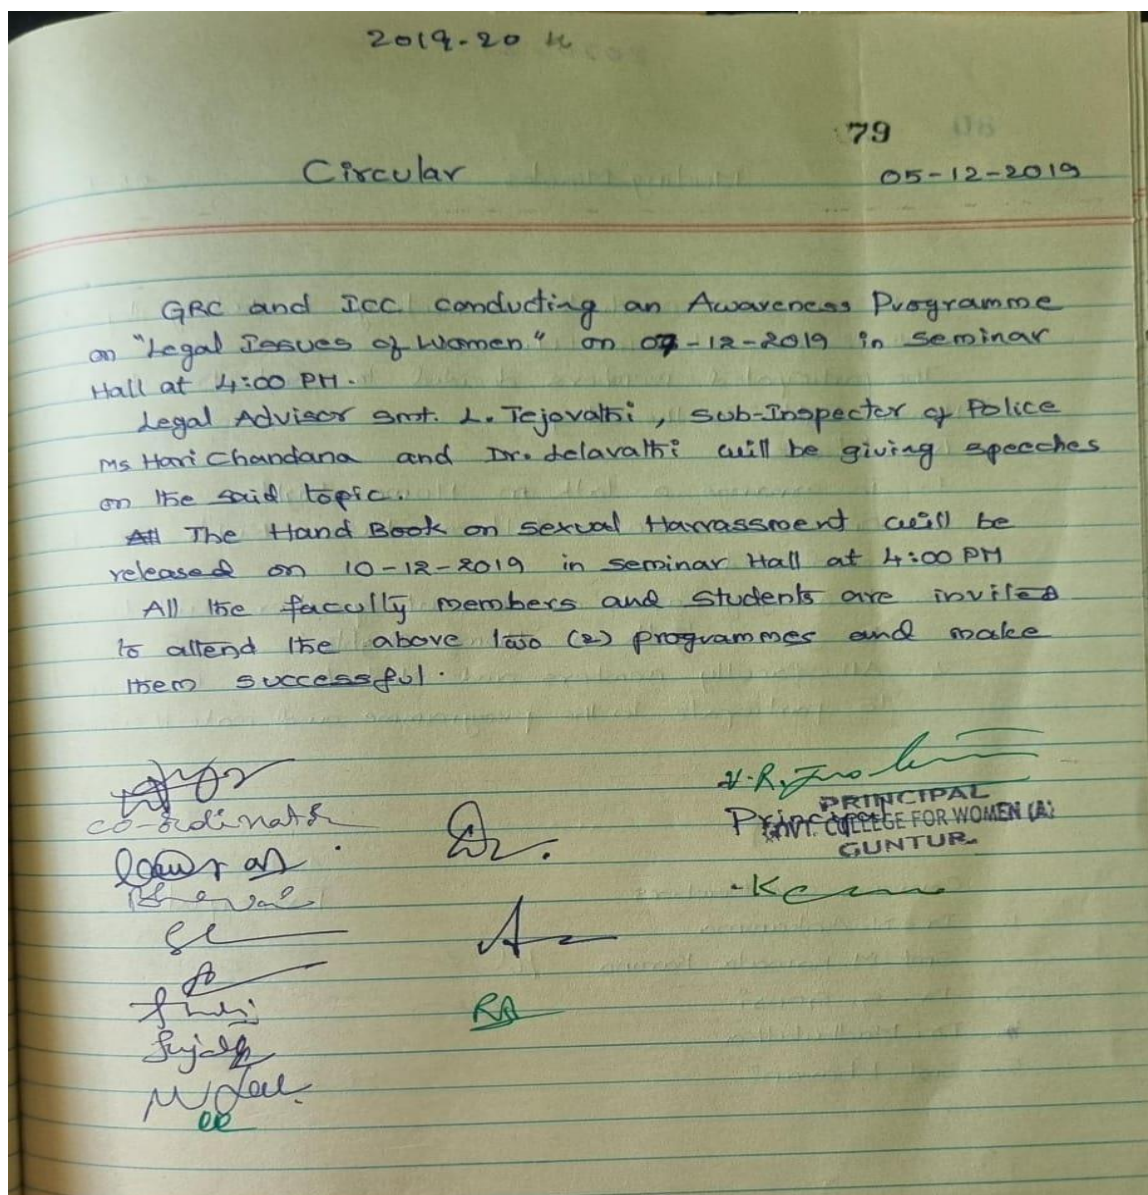 2019-20
79
Circular 05-12-2019
GRC and ICC conducting an Awareness Programme
on "Legal Issues of Women" on 07-12-2019 in seminar
Hall at 4:00 PM.
Legal Advisor smt. L. Tejovathi, sub-Inspector of Police
Ms Hari Chandana and Dr. will be giving speeches
on the said topic.
The Hand Book on sexual Harrassment will be
released on 10-12-2019 in seminar Hall at 4:00 PM
All the faculty members and students are invited
to attend the above two (2) programmes and make
them successful.
co-ordinator
Principal
PRINCIPAL
GOVT. COLLEGE FOR WOMEN (A)
GUNTUR.
RA